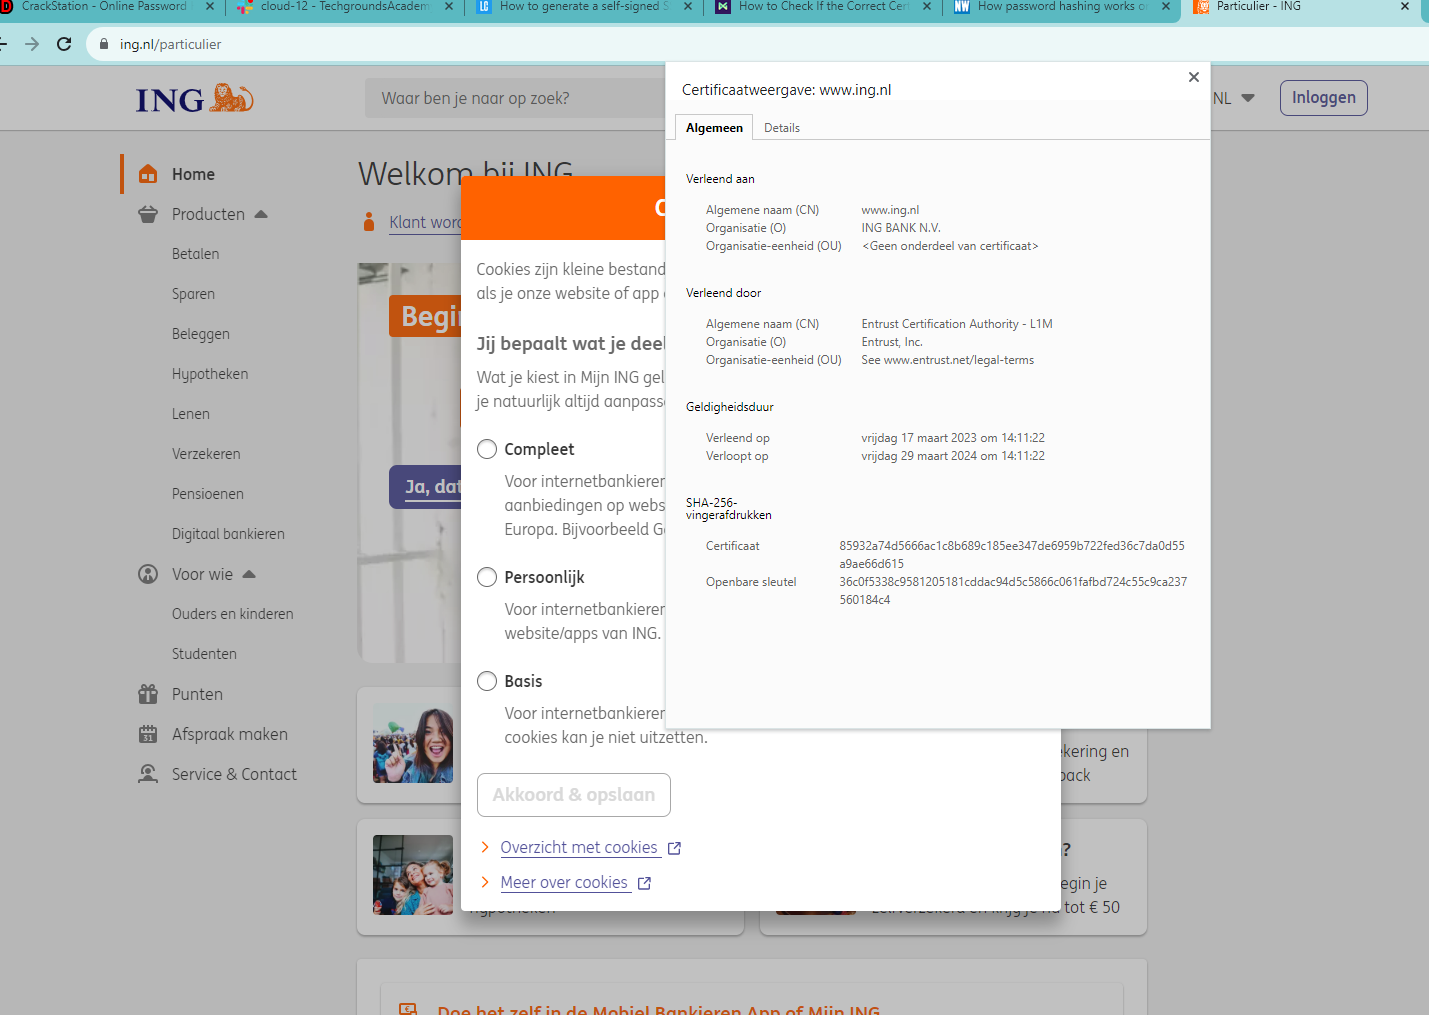 CrackStation - Online Password
cloud-12 - TechgroundsAcadem
How to generate a self-signed S
How to Check If the Correct Cert
NW
How password hashing works o
Particulier - ING
LC
ing.nl/particulier
ING
Waar ben je naar op zoek?
NL
Inloggen
Home
Producten
Betalen
Sparen
Beleggen
Hypotheken
Lenen
Verzekeren
Pensioenen
Digitaal bankieren
Voor wie
Ouders en kinderen
Studenten
Punten
31
Afspraak maken
Service & Contact
Welkom bij ING
Klant word
Begin
Ja, dat
C
Cookies zijn kleine bestand
als je onze website of app
Jij bepaalt wat je deel
Wat je kiest in Mijn ING gel
je natuurlijk altijd aanpasse
Compleet
Voor internetbankieren
aanbiedingen op webs
Europa. Bijvoorbeeld Go
Persoonlijk
Voor internetbankieren
website/apps van ING.
Basis
Voor internetbankieren
cookies kan je niet uitzetten.
Akkoord & opslaan
Overzicht met cookies
Meer over cookies
Certificaatweergave: www.ing.nl
Algemeen
Details
Verleend aan
Algemene naam (CN) www.ing.nl
Organisatie (O) ING BANK N.V.
Organisatie-eenheid (OU) <Geen onderdeel van certificaat>
Verleend door
Algemene naam (CN) Entrust Certification Authority - L1M
Organisatie (O) Entrust, Inc.
Organisatie-eenheid (OU) See www.entrust.net/legal-terms
Geldigheidsduur
Verleend op vrijdag 17 maart 2023 om 14:11:22
Verloopt op vrijdag 29 maart 2024 om 14:11:22
SHA-256-
vingerafdrukken
Certificaat 85932a74d5666ac1c8b689c185ee347de6959b722fed36c7da0d55
a9ae66d615
Openbare sleutel 36c0f5338c9581205181cddac94d5c5866c061fafbd724c55c9ca237
560184c4
kering en
back
?
egin je
tot € 50
Doe het zelf in de Mobiel Bankieren App of Mijn ING